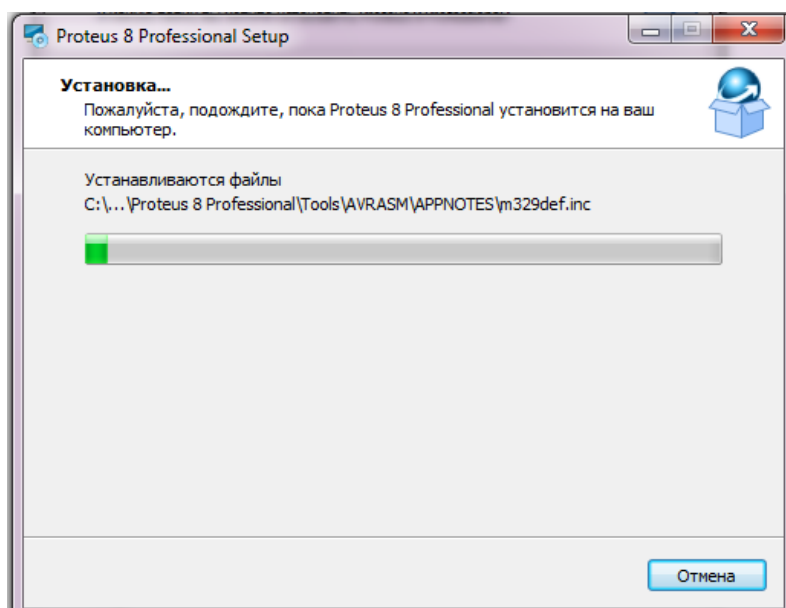 Proteus 8 Professional Setup
Установка...
Пожалуйста, подождите, пока Proteus 8 Professional установится на ваш
компьютер.
Устанавливаются файлы
C:\...\Proteus 8 Professional\Tools\AVRASM\APPNOTES\m329def.inc
Отмена